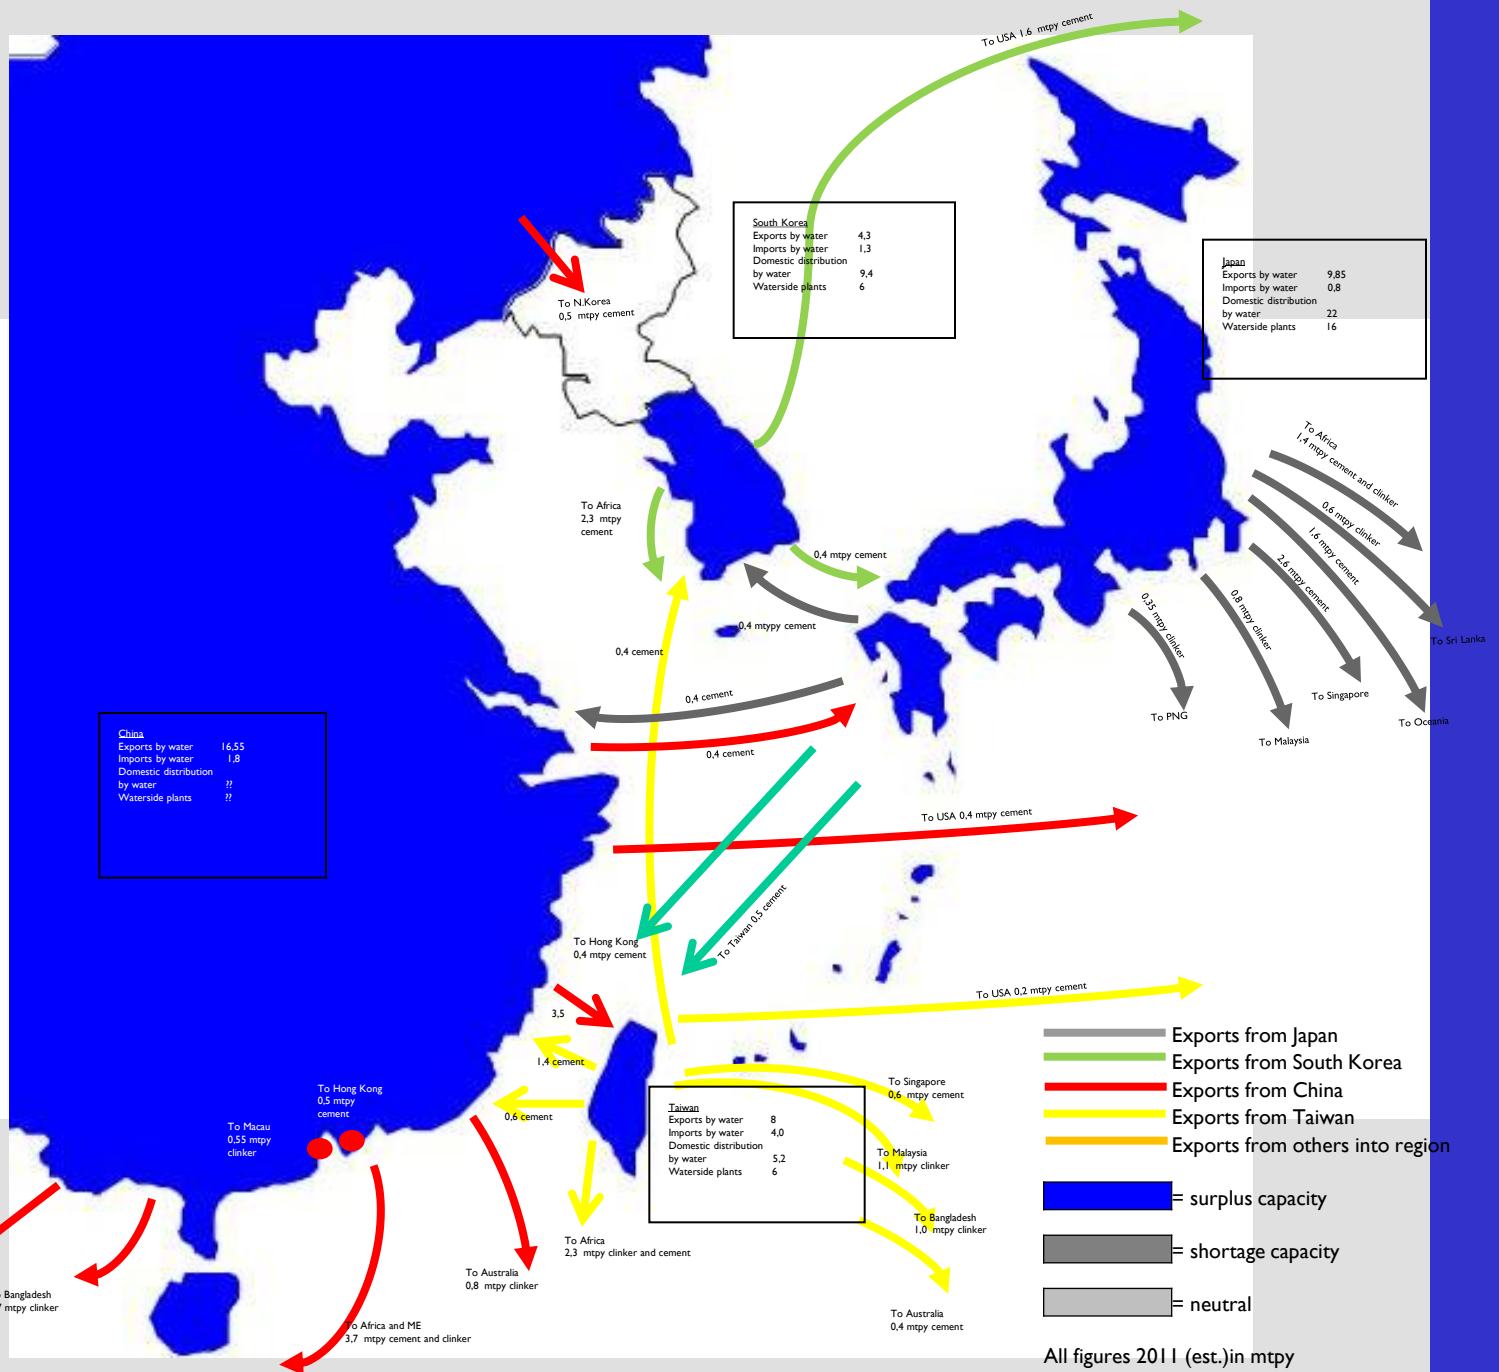 To USA 1.6 mtpy cement
South Korea
Exports by water 4,3
Imports by water 1,3
Domestic distribution
by water 9,4
Waterside plants 6
Japan
Exports by water 9,85
Imports by water 0,8
Domestic distribution
by water 22
Waterside plants 16
To N.Korea
0,5 mtpy cement
To Africa
1,4 mtpy cement and clinker
0,6 mtpy clinker
1,6 mtpy cement
2,6 mtpy cement
0,8 mtpy clinker
0,35 mtpy clinker
To Sri Lanka
To Singapore
To Oceania
To PNG
To Malaysia
To Africa
2,3 mtpy
cement
0,4 mtpy cement
0,4 mtypy cement
0,4 cement
0,4 cement
0,4 cement
China
Exports by water 16,55
Imports by water 1,8
Domestic distribution
by water ??
Waterside plants ??
To USA 0,4 mtpy cement
To Hong Kong
0,4 mtpy cement
To Taiwan 0,5 cement
To USA 0,2 mtpy cement
3,5
1,4 cement
0,6 cement
To Hong Kong
0,5 mtpy
cement
To Macau
0,55 mtpy
clinker
Taiwan
Exports by water 8
Imports by water 4,0
Domestic distribution
by water 5,2
Waterside plants 6
To Singapore
0,6 mtpy cement
To Malaysia
1,1 mtpy clinker
To Bangladesh
1,0 mtpy clinker
To Australia
0,4 mtpy cement
To Africa
2,3 mtpy clinker and cement
To Australia
0,8 mtpy clinker
To Africa and ME
3,7 mtpy cement and clinker
Bangladesh
mtpy clinker
Exports from Japan
Exports from South Korea
Exports from China
Exports from Taiwan
Exports from others into region
= surplus capacity
= shortage capacity
= neutral
All figures 2011 (est.)in mtpy